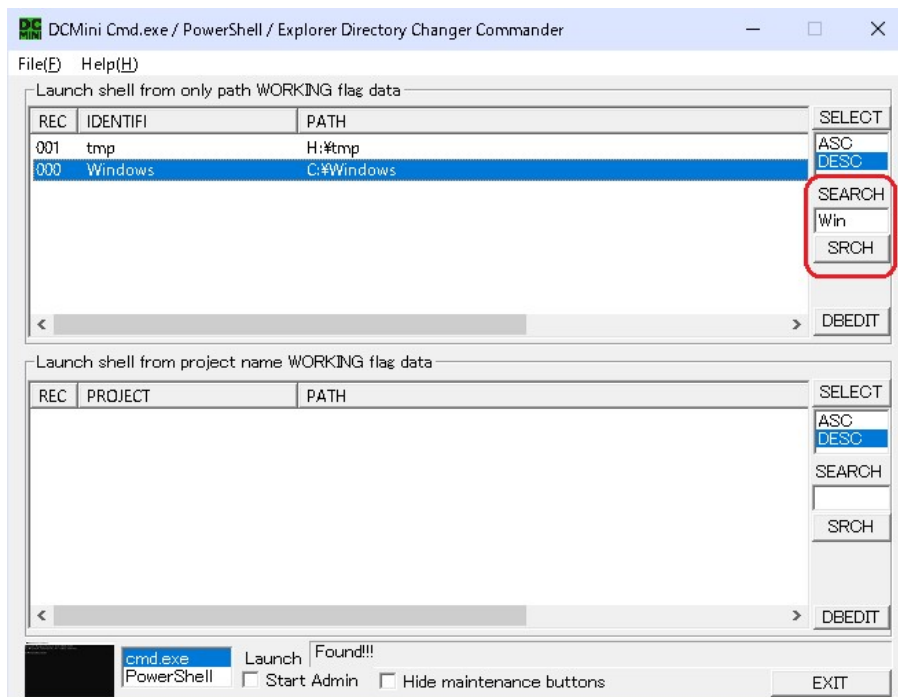 DC MINI DCMini Cmd.exe / PowerShell / Explorer Directory Changer Commander
File(F) Help(H)
Launch shell from only path WORKING flag data
REC IDENTIFI PATH SELECT
001 tmp H:¥tmp ASC
000 Windows C:¥Windows DESC
SEARCH
Win
SRCH
DBEDIT
Launch shell from project name WORKING flag data
REC PROJECT PATH SELECT
ASC
DESC
SEARCH
SRCH
DBEDIT
cmd.exe Launch Found!!!
PowerShell Start Admin Hide maintenance buttons EXIT